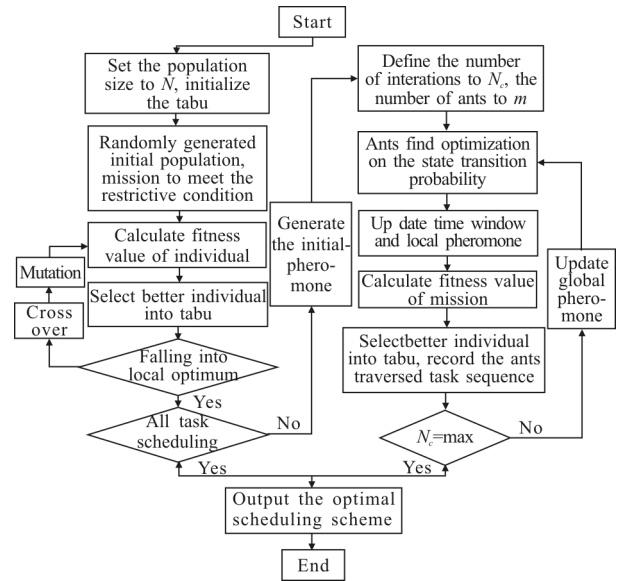 Start
Set the population
size to N, initialize
the tabu
Randomly generated
initial population,
mission to meet the
restrictive condition
Calculate fitness
value of individual
Mutation
Select better individual
into tabu
Cross
over
Falling into
local optimum
Yes
All task
scheduling
No
Yes
Generate
the initial-
phero-
mone
Define the number
of interations to Nc, the
number of ants to m
Ants find optimization
on the state transition
probability
Up date time window
and local pheromone
Calculate fitness value
of mission
Selectbetter individual
into tabu, record the ants
traversed task sequence
Nc=max
No
Yes
Update
global
phero-
mone
Output the optimal
scheduling scheme
End